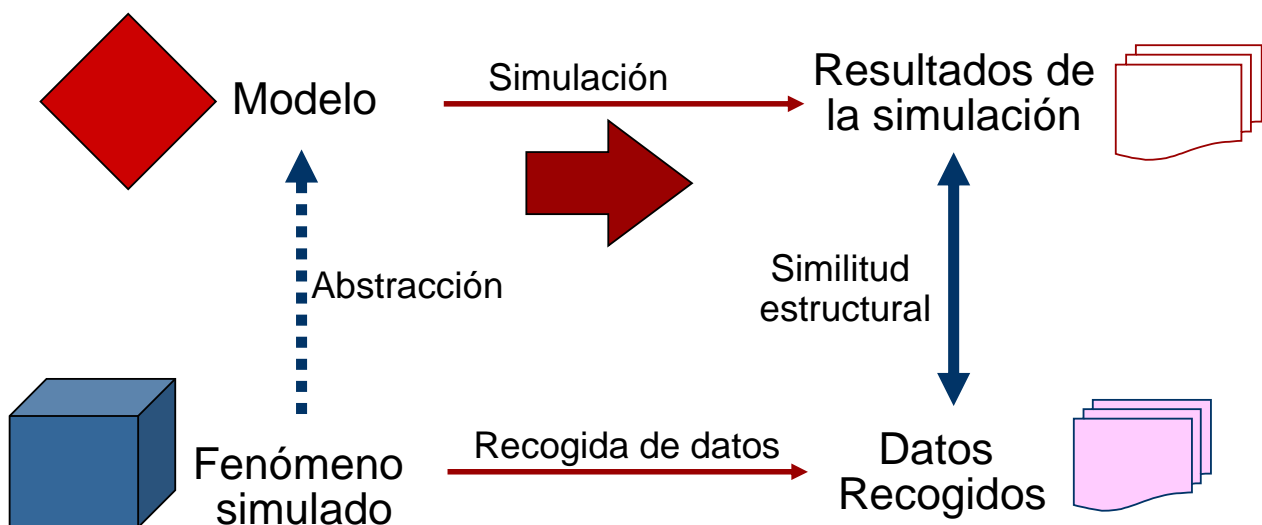 Modelo
Simulación
Resultados de
la simulación
Abstracción
Similitud
estructural
Fenómeno
simulado
Recogida de datos
Datos
Recogidos